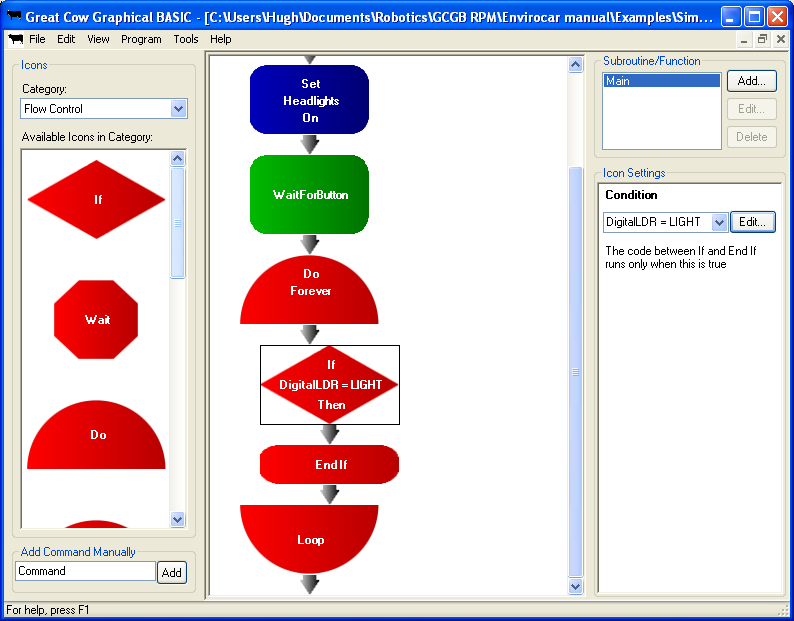 Great Cow Graphical BASIC - [C:\Users\Hugh\Documents\Robotics\GCGB RPM\Envirocar manual\Examples\Sim...
File Edit View Program Tools Help
Icons
Category:
Flow Control
Available Icons in Category:
If
Wait
Do
Add Command Manually
Command
Add
Set
Headlights
On
WaitForButton
Do
Forever
If
DigitalLDR = LIGHT
Then
End If
Loop
Subroutine/Function
Main
Add...
Edit...
Delete
Icon Settings
Condition
DigitalLDR = LIGHT
Edit...
The code between If and End If
runs only when this is true
For help, press F1